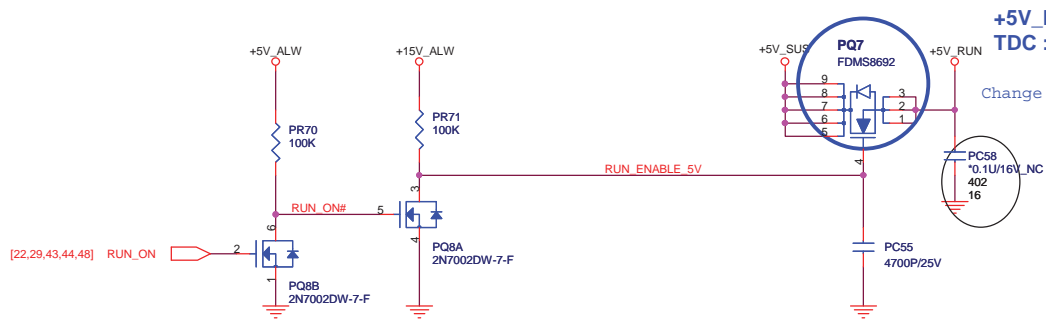 +5V_
TDC :
Change
+5V_ALW
+15V_ALW
+5V_SUS
PQ7
FDMS8692
+5V_RUN
PR70
100K
PR71
100K
9
8
7
6
5
3
2
1
4
PC58
*0.1U/16V_NC
402
16
RUN_ENABLE_5V
3
RUN_ON#
5
4
PQ8A
2N7002DW-7-F
6
[22,29,43,44,48] RUN_ON
2
1
PQ8B
2N7002DW-7-F
PC55
4700P/25V